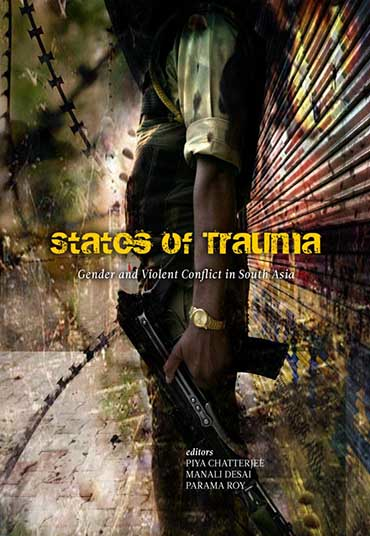 States of Trauma
Gender and Violent Conflict in South Asia
editors
PIYA CHATTERJEE
MANALI DESAI
PARAMA ROY